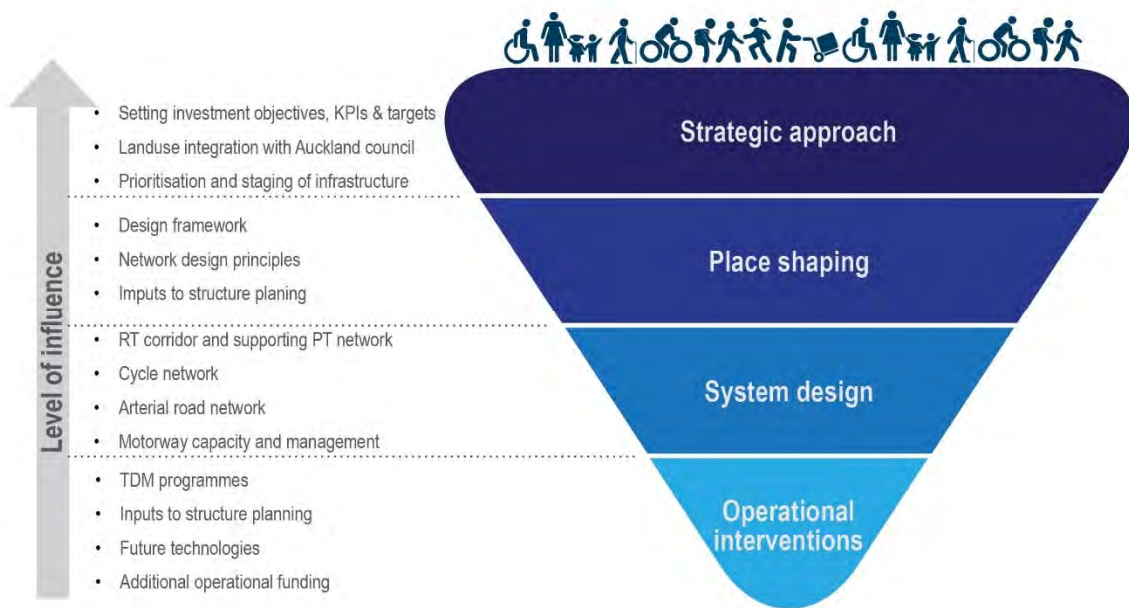 Level of influence
• Setting investment objectives, KPIs & targets
• Landuse integration with Auckland council
• Prioritisation and staging of infrastructure
Strategic approach
• Design framework
• Network design principles
• Imputs to structure planing
Place shaping
• RT corridor and supporting PT network
• Cycle network
• Arterial road network
• Motorway capacity and management
System design
• TDM programmes
• Inputs to structure planning
• Future technologies
• Additional operational funding
Operational
interventions